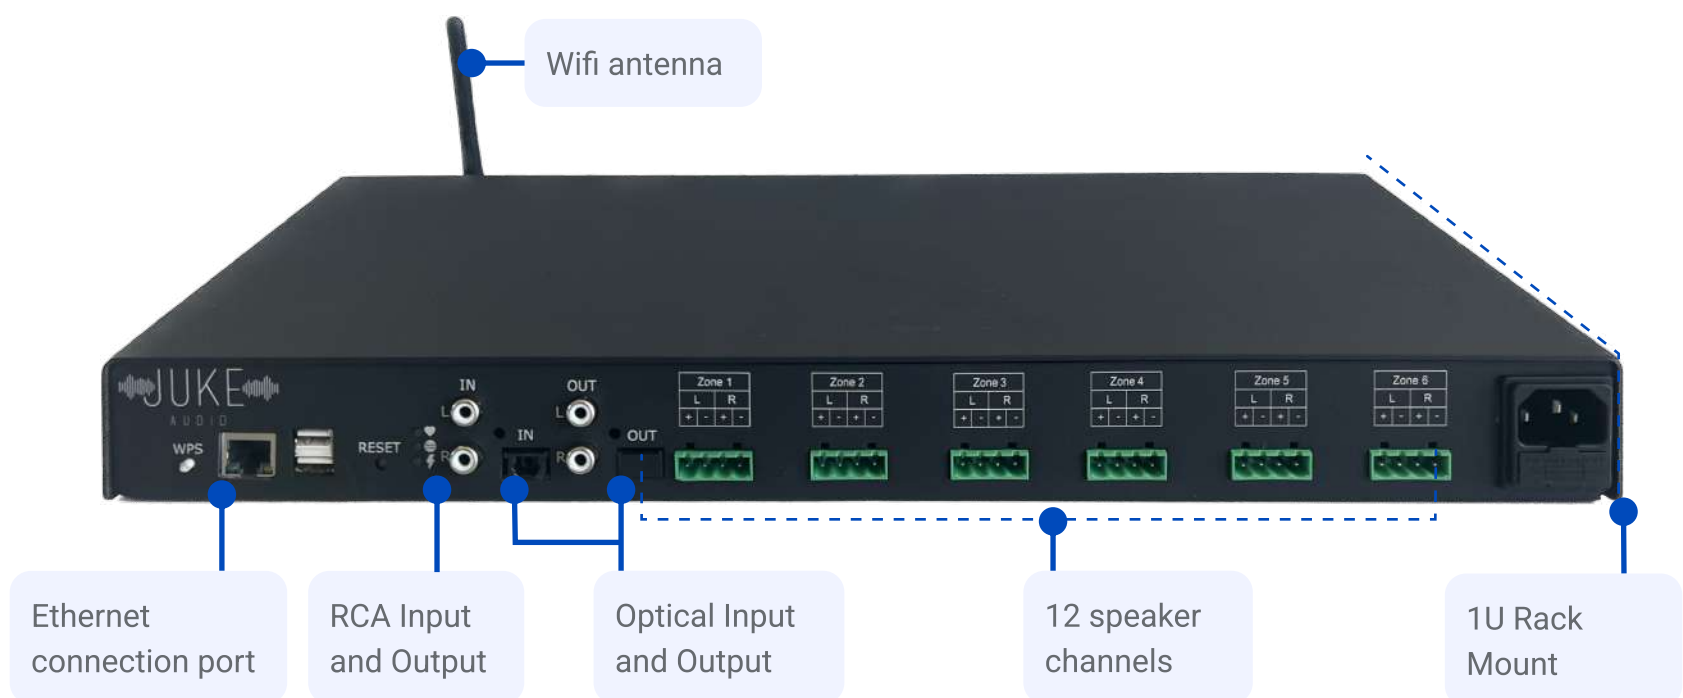 Wifi antenna
JUKE
AUDIO
WPS
RESET
IN
L
R
IN
OUT
L
R
OUT
Zone 1
L R
+ - + -
Zone 2
L R
+ - + -
Zone 3
L R
+ - + -
Zone 4
L R
+ - + -
Zone 5
L R
+ - + -
Zone 6
L R
+ - + -
Ethernet
connection port
RCA Input
and Output
Optical Input
and Output
12 speaker
channels
1U Rack
Mount